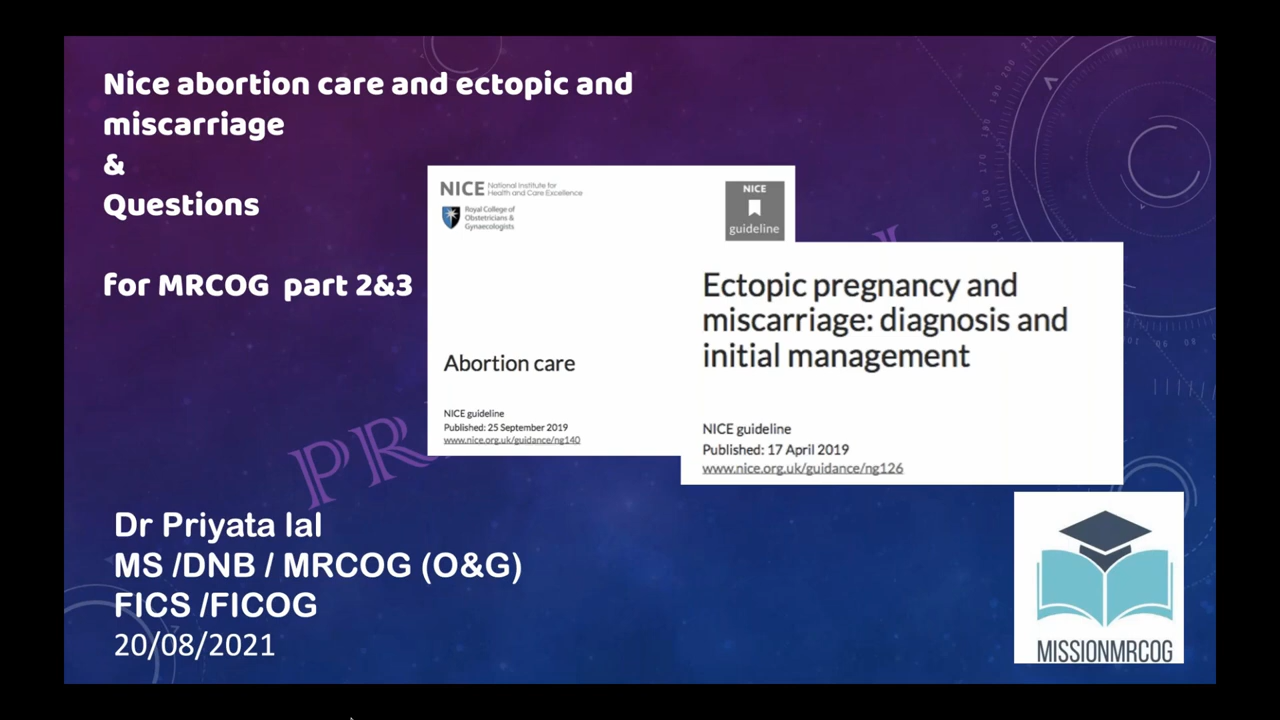 Nice abortion care and ectopic and
miscarriage
&
Questions
for MRCOG part 2&3
NICE National Institute for
Health and Care Excellence
Royal College of
Obstetricians &
Gynaecologists
NICE
guideline
Abortion care
NICE guideline
Published: 25 September 2019
www.nice.org.uk/guidance/ng140
Ectopic pregnancy and
miscarriage: diagnosis and
initial management
NICE guideline
Published: 17 April 2019
www.nice.org.uk/guidance/ng126
Dr Priyata lal
MS /DNB / MRCOG (O&G)
FICS /FICOG
20/08/2021
MISSIONMRCOG